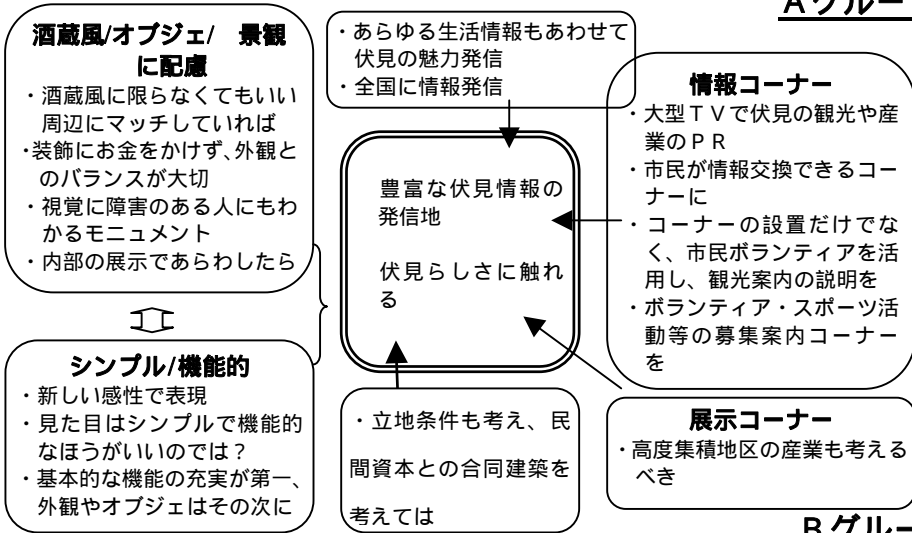 Aグルー
酒蔵風/オブジェ/　景観
に配慮
・酒蔵風に限らなくてもいい
周辺にマッチしていれば
・装飾にお金をかけず、外観と
のバランスが大切
・視覚に障害のある人にもわ
かるモニュメント
・内部の展示であらわしたら
シンプル/機能的
・新しい感性で表現
・見た目はシンプルで機能的
なほうがいいのでは？
・基本的な機能の充実が第一、
外観やオブジェはその次に
・あらゆる生活情報もあわせて
伏見の魅力発信
・全国に情報発信
豊富な伏見情報の
発信地
伏見らしさに触れ
る
・立地条件も考え、民
間資本との合同建築を
考えては
情報コーナー
・大型ＴＶで伏見の観光や産
業のＰＲ
・市民が情報交換できるコー
ナーに
・コーナーの設置だけでな
く、市民ボランティアを活
用し、観光案内の説明を
・ボランティア・スポーツ活
動等の募集案内コーナー
を
展示コーナー
・高度集積地区の産業も考える
べき
Bグルー